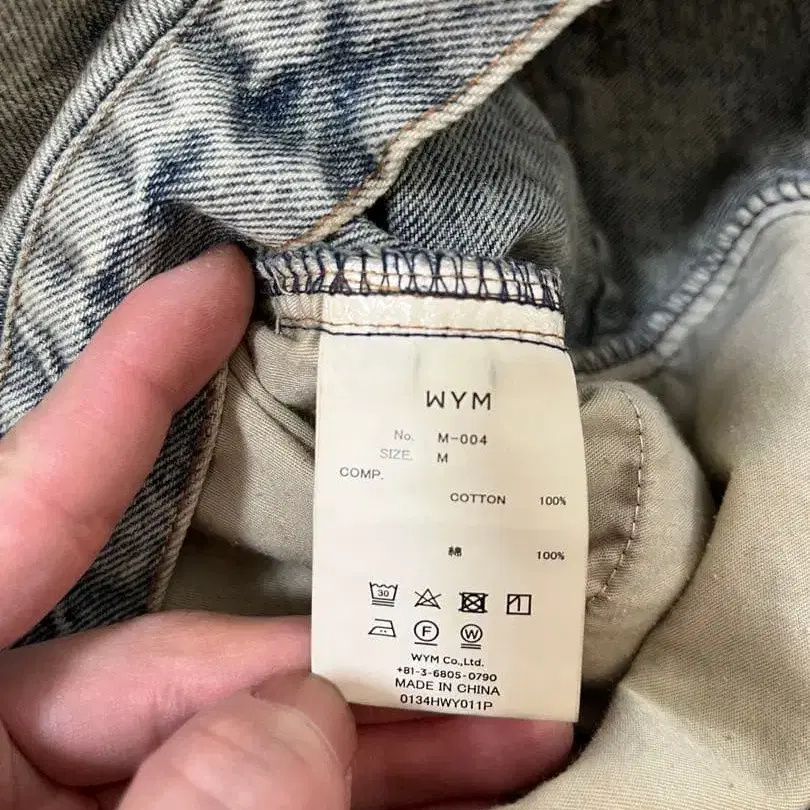 WYM
No. M-004
SIZE. M
COMP.
COTTON 100%
綿 100%
30
F W
WYM Co.,Ltd.
+81-3-6805-0790
MADE IN CHINA
0134HWY011P